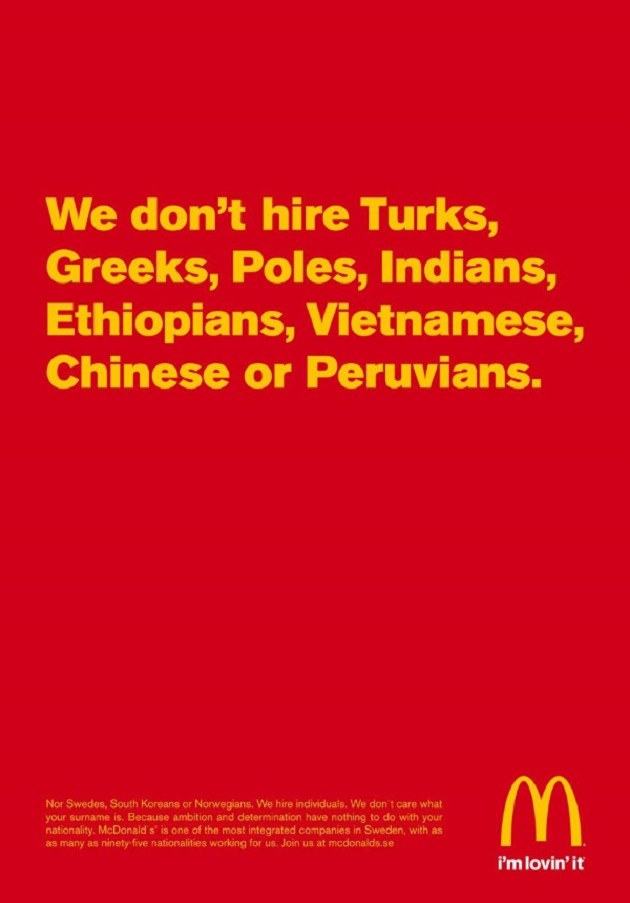 We don't hire Turks,
Greeks, Poles, Indians,
Ethiopians, Vietnamese,
Chinese or Peruvians.
Nor Swedes, South Koreans or Norwegians. We hire individuals. We don't care what
your surname is. Because ambition and determination have nothing to do with your
nationality. McDonald's® is one of the most integrated companies in Sweden, with as
as many as ninety-five nationalities working for us. Join us at mcdonalds.se
i'm lovin' it